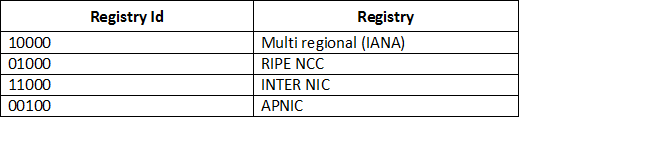 Registry Id Registry
10000 Multi regional (IANA)
01000 RIPE NCC
11000 INTER NIC
00100 APNIC